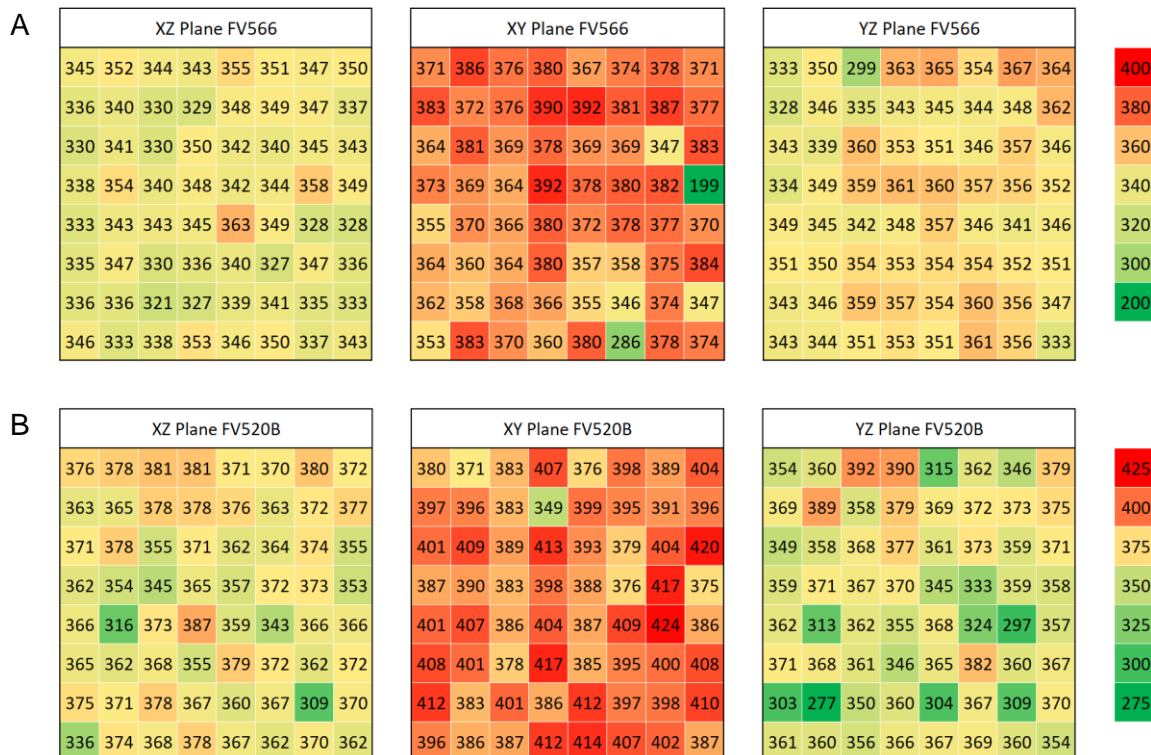 A
XZ Plane FV566
XY Plane FV566
YZ Plane FV566
345 352 344 343 355 351 347 350 371 386 376 380 367 374 378 371 333 350 299 363 365 354 367 364 400
336 340 330 329 348 349 347 337 383 372 376 390 392 381 387 377 328 346 335 343 345 344 348 362 380
330 341 330 350 342 340 345 343 364 381 369 378 369 369 347 383 343 339 360 353 351 346 357 346 360
338 354 340 348 342 344 358 349 373 369 364 392 378 380 382 199 334 349 359 361 360 357 356 352 340
333 343 343 345 363 349 328 328 355 370 366 380 372 378 377 370 349 345 342 348 357 346 341 346 320
335 347 330 336 340 327 347 336 364 360 364 380 357 358 375 384 351 350 354 353 354 354 352 351 300
336 336 321 327 339 341 335 333 362 358 368 366 355 346 374 347 343 346 359 357 354 360 356 347 200
346 333 338 353 346 350 337 343 353 383 370 360 380 286 378 374 343 344 351 353 351 361 356 333
B
XZ Plane FV520B
XY Plane FV520B
YZ Plane FV520B
376 378 381 381 371 370 380 372 380 371 383 407 376 398 389 404 354 360 392 390 315 362 346 379 425
363 365 378 378 376 363 372 377 397 396 383 349 399 395 391 396 369 389 358 379 369 372 373 375 400
371 378 355 371 362 364 374 355 401 409 389 413 393 379 404 420 349 358 368 377 361 373 359 371 375
362 354 345 365 357 372 373 353 387 390 383 398 388 376 417 375 359 371 367 370 345 333 359 358 350
366 316 373 387 359 343 366 366 401 407 386 404 387 409 424 386 362 313 362 355 368 324 297 357 325
365 362 368 355 379 372 362 372 408 401 378 417 385 395 400 408 371 368 361 346 365 382 360 367 300
375 371 378 367 360 367 309 370 412 383 401 386 412 397 398 410 303 277 350 360 304 367 309 370 275
336 374 368 378 367 362 370 362 396 386 387 412 414 407 402 387 361 360 356 366 367 369 360 354